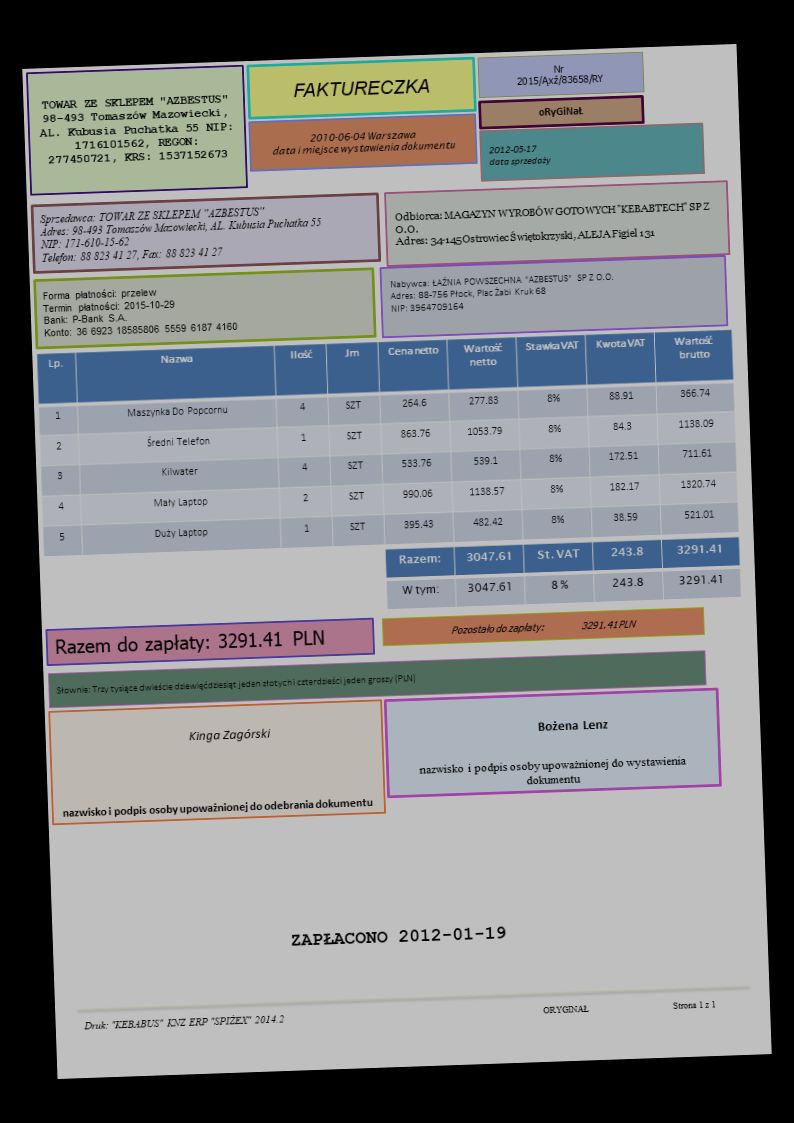 TOWAR ZE SKLEPEM "AZBESTUS"
98-493 Tomaszów Mazowiecki,
AL. Kubusia Puchatka 55 NIP:
1716101562, REGON:
277450721, KRS: 1537152673
FAKTURECZKA
2010-06-04 Warszawa
data i miejsce wystawienia dokumentu
Nr
2015/Ąxź/83658/RY
oRyGiNał
2012-05-17
data sprzedaży
Sprzedawca: TOWAR ZE SKLEPEM "AZBESTUS"
Adres: 98-493 Tomaszów Mazowiecki, AL. Kubusia Puchatka 55
NIP: 171-610-15-62
Telefon: 88 823 41 27, Fax: 88 823 41 27
Odbiorca: MAGAZYN WYROBÓW GOTOWYCH "KEBABTECH" SP Z
O.O.
Adres: 34-145 Ostrowiec Świętokrzyski, ALEJA Figiel 131
Forma płatności: przelew
Termin płatności: 2015-10-29
Bank: P-Bank S.A.
Konto: 36 6923 18585806 5559 6187 4160
Nabywca: ŁAŹNIA POWSZECHNA "AZBESTUS" SP Z O.O.
Adres: 88-756 Płock, Plac Żabi Kruk 68
NIP: 3964709164
Lp. Nazwa Ilość Jm Cena netto Wartość netto Stawka VAT Kwota VAT Wartość brutto
1 Maszynka Do Popcornu 4 SZT 264.6 277.83 8% 88.91 366.74
2 Średni Telefon 1 SZT 863.76 1053.79 8% 84.3 1138.09
3 Kilwater 4 SZT 533.76 539.1 8% 172.51 711.61
4 Mały Laptop 2 SZT 990.06 1138.57 8% 182.17 1320.74
5 Duży Laptop 1 SZT 395.43 482.42 8% 38.59 521.01
Razem: 3047.61 St. VAT 243.8 3291.41
W tym: 3047.61 8 % 243.8 3291.41
Razem do zapłaty: 3291.41 PLN
Pozostało do zapłaty: 3291.41 PLN
Słownie: Trzy tysiące dwieście dziewięćdziesiąt jeden złotych i czterdzieści jeden groszy (PLN)
Kinga Zagórski
nazwisko i podpis osoby upoważnionej do odebrania dokumentu
Bożena Lenz
nazwisko i podpis osoby upoważnionej do wystawienia
dokumentu
ZAPŁACONO 2012-01-19
Druk: "KEBABUS" KNZ ERP "SPIŻEX" 2014.2
ORYGINAŁ
Strona 1 z 1